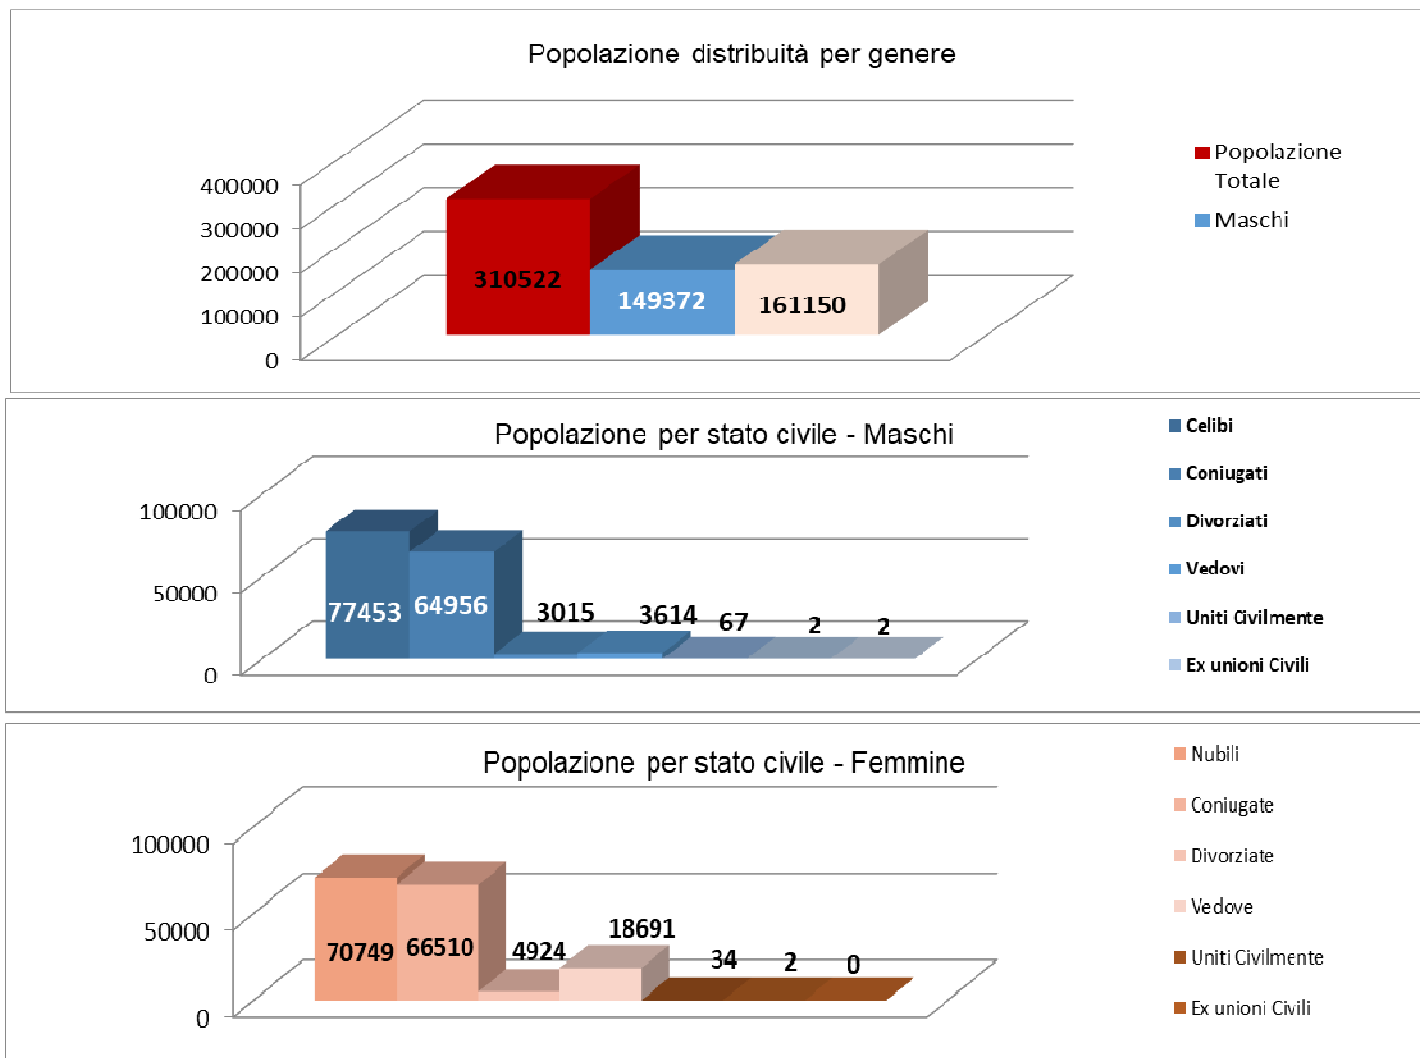 Popolazione distribuità per genere
400000
300000
200000
100000
0
310522
149372
161150
Popolazione
Totale
Maschi
Popolazione per stato civile - Maschi
100000
50000
0
77453
64956
3015
3614
67
2
2
Celibi
Coniugati
Divorziati
Vedovi
Uniti Civilmente
Ex unioni Civili
Popolazione per stato civile - Femmine
100000
50000
0
70749
66510
4924
18691
34
2
0
Nubili
Coniugate
Divorziate
Vedove
Uniti Civilmente
Ex unioni Civili